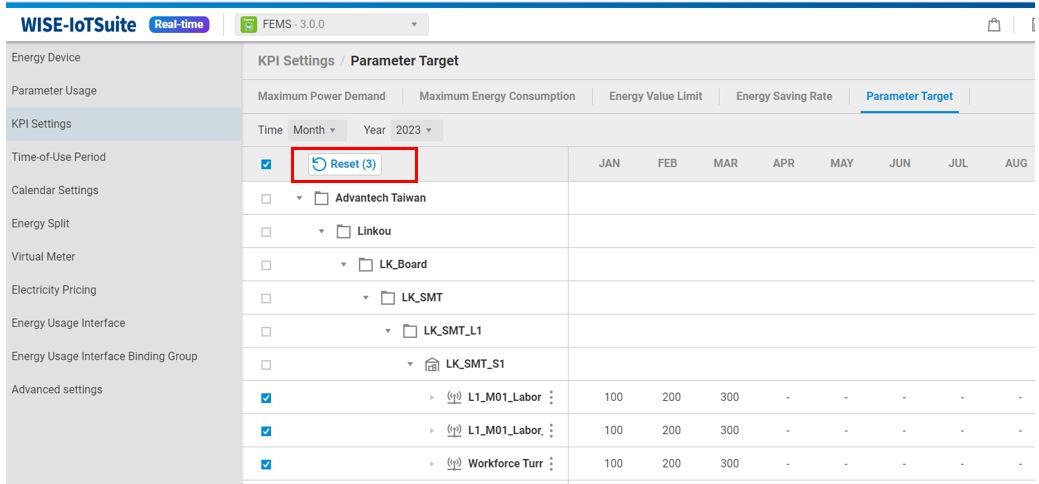 WISE-IoTSuite Real-time FEMS - 3.0.0
Energy Device
Parameter Usage
KPI Settings
Time-of-Use Period
Calendar Settings
Energy Split
Virtual Meter
Electricity Pricing
Energy Usage Interface
Energy Usage Interface Binding Group
Advanced settings
KPI Settings / Parameter Target
Maximum Power Demand Maximum Energy Consumption Energy Value Limit Energy Saving Rate Parameter Target
Time Month Year 2023
Reset (3) JAN FEB MAR APR MAY JUN JUL AUG
Advantech Taiwan
Linkou
LK_Board
LK_SMT
LK_SMT_L1
LK_SMT_S1
L1_M01_Labor 100 200 300 - - - - -
L1_M01_Labor_ 100 200 300 - - - - -
Workforce Turr 100 200 300 - - - - -